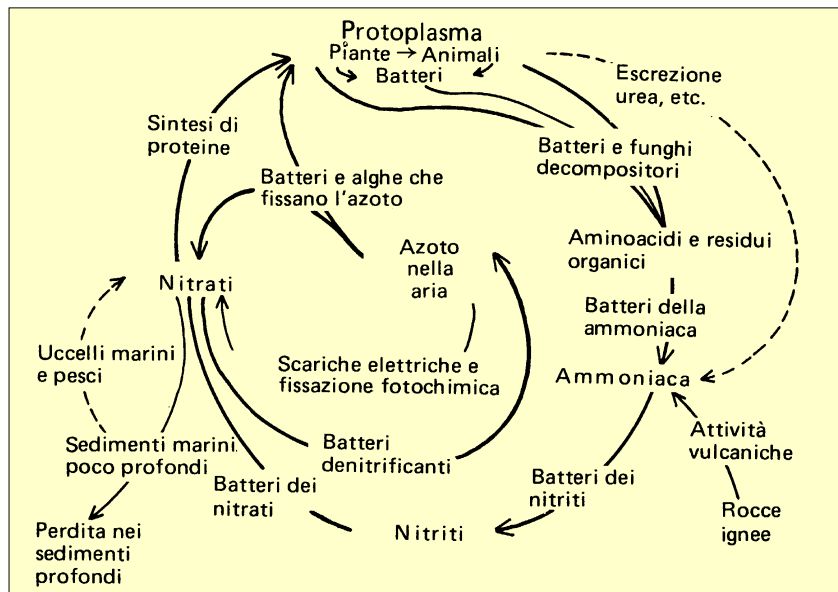 Protoplasma
Piante → Animali
Batteri
Escrezione
urea, etc.
Sintesi di
proteine
Batteri e funghi
decompositori
Batteri e alghe che
fissano l'azoto
Azoto
nella
aria
Aminoacidi e residui
organici
Nitrati
Batteri della
ammoniaca
Uccelli marini
e pesci
Scariche elettriche e
fissazione fotochimica
Ammoniaca
Sedimenti marini
poco profondi
Batteri
denitrificanti
Attività
vulcaniche
Batteri dei
nitrati
Batteri dei
nitriti
Perdita nei
sedimenti
profondi
Nitriti
Rocce
ignee